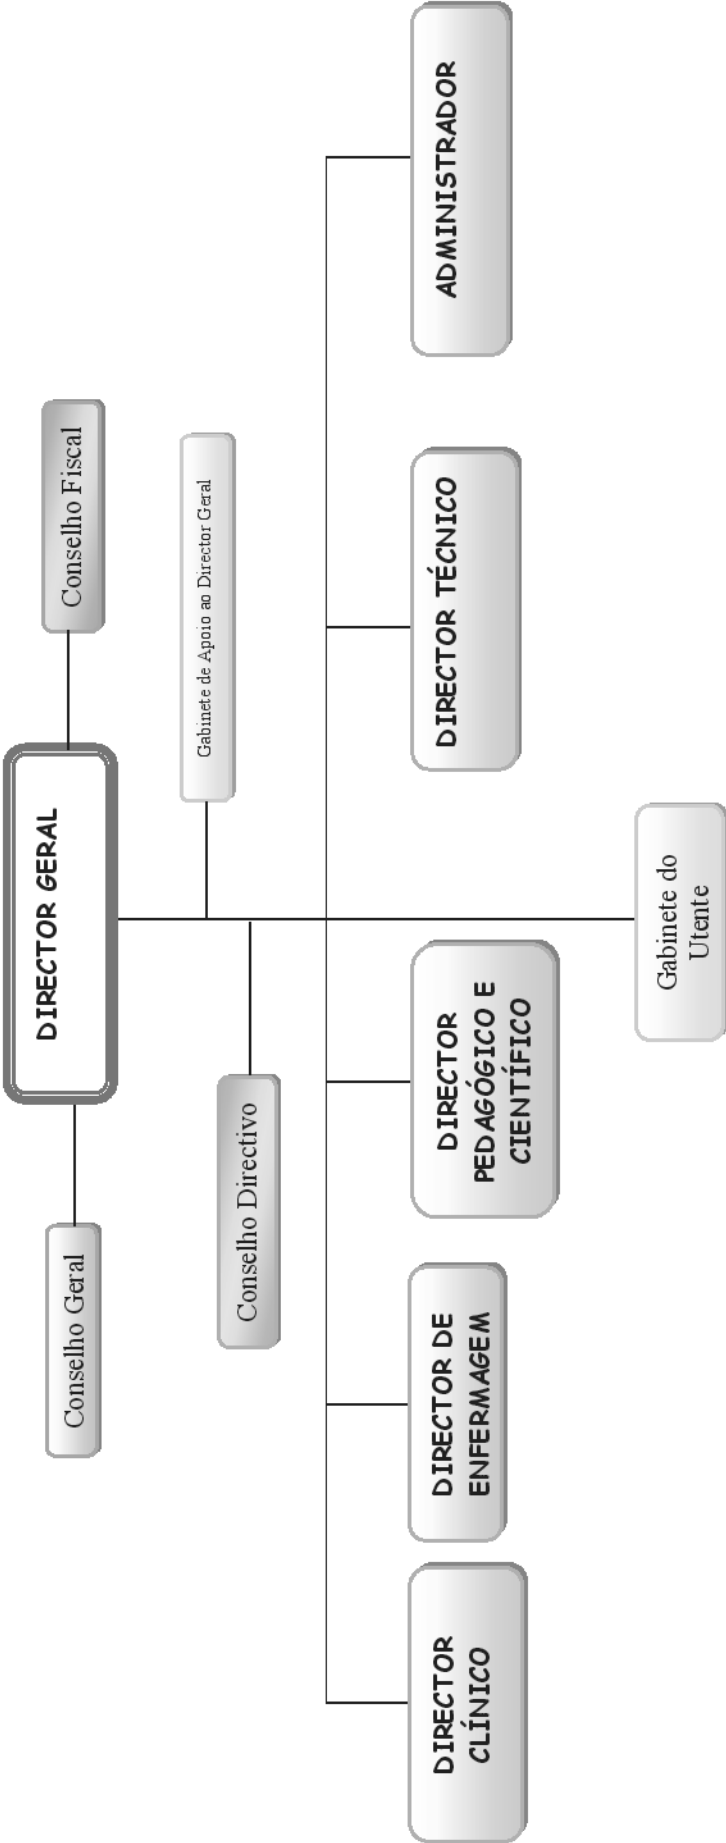 DIRECTOR GERAL
Conselho Geral
Conselho Fiscal
Gabinete de Apoio ao Director Geral
Conselho Directivo
DIRECTOR
CLÍNICO
DIRECTOR DE
ENFERMAGEM
DIRECTOR
PEDAGÓGICO E
CIENTÍFICO
DIRECTOR TÉCNICO
ADMINISTRADOR
Gabinete do
Utente